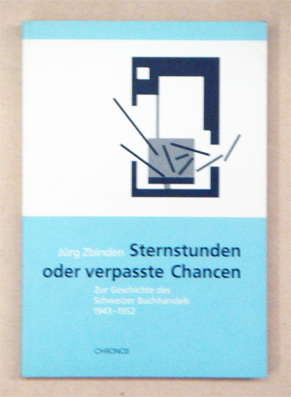 Jürg Zbinden Sternstunden
oder verpasste Chancen
Zur Geschichte des
Schweizer Buchhandels
1943–1952
CHRONOS